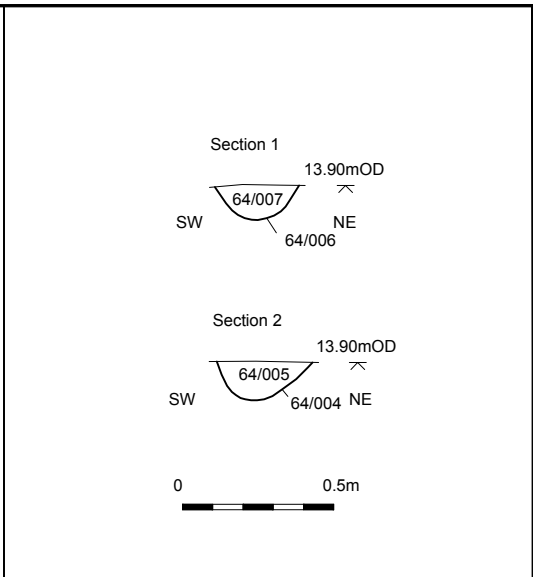 Section 1
13.90mOD
64/007
SW NE
64/006
Section 2
13.90mOD
64/005
SW 64/004 NE
0 0.5m